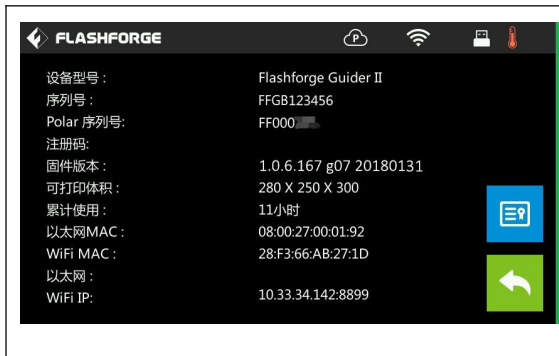 FLASHFORGE
设备型号 : Flashforge Guider II
序列号 : FFGB123456
Polar 序列号: FF000
注册码:
固件版本 : 1.0.6.167 g07 20180131
可打印体积 : 280 X 250 X 300
累计使用 : 11小时
以太网MAC : 08:00:27:00:01:92
WiFi MAC : 28:F3:66:AB:27:1D
以太网 :
WiFi IP: 10.33.34.142:8899